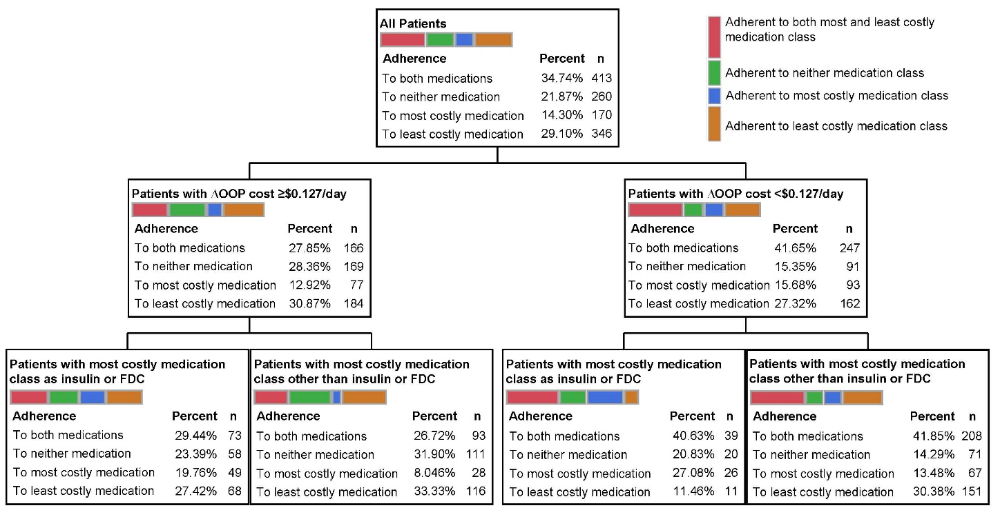 All Patients
Adherence Percent n
To both medications 34.74% 413
To neither medication 21.87% 260
To most costly medication 14.30% 170
To least costly medication 29.10% 346
Adherent to both most and least costly
medication class
Adherent to neither medication class
Adherent to most costly medication class
Adherent to least costly medication class
Patients with ΔOOP cost ≥$0.127/day
Adherence Percent n
To both medications 27.85% 166
To neither medication 28.36% 169
To most costly medication 12.92% 77
To least costly medication 30.87% 184
Patients with ΔOOP cost <$0.127/day
Adherence Percent n
To both medications 41.65% 247
To neither medication 15.35% 91
To most costly medication 15.68% 93
To least costly medication 27.32% 162
Patients with most costly medication
class as insulin or FDC
Adherence Percent n
To both medications 29.44% 73
To neither medication 23.39% 58
To most costly medication 19.76% 49
To least costly medication 27.42% 68
Patients with most costly medication
class other than insulin or FDC
Adherence Percent n
To both medications 26.72% 93
To neither medication 31.90% 111
To most costly medication 8.046% 28
To least costly medication 33.33% 116
Patients with most costly medication
class as insulin or FDC
Adherence Percent n
To both medications 40.63% 39
To neither medication 20.83% 20
To most costly medication 27.08% 26
To least costly medication 11.46% 11
Patients with most costly medication
class other than insulin or FDC
Adherence Percent n
To both medications 41.85% 208
To neither medication 14.29% 71
To most costly medication 13.48% 67
To least costly medication 30.38% 151